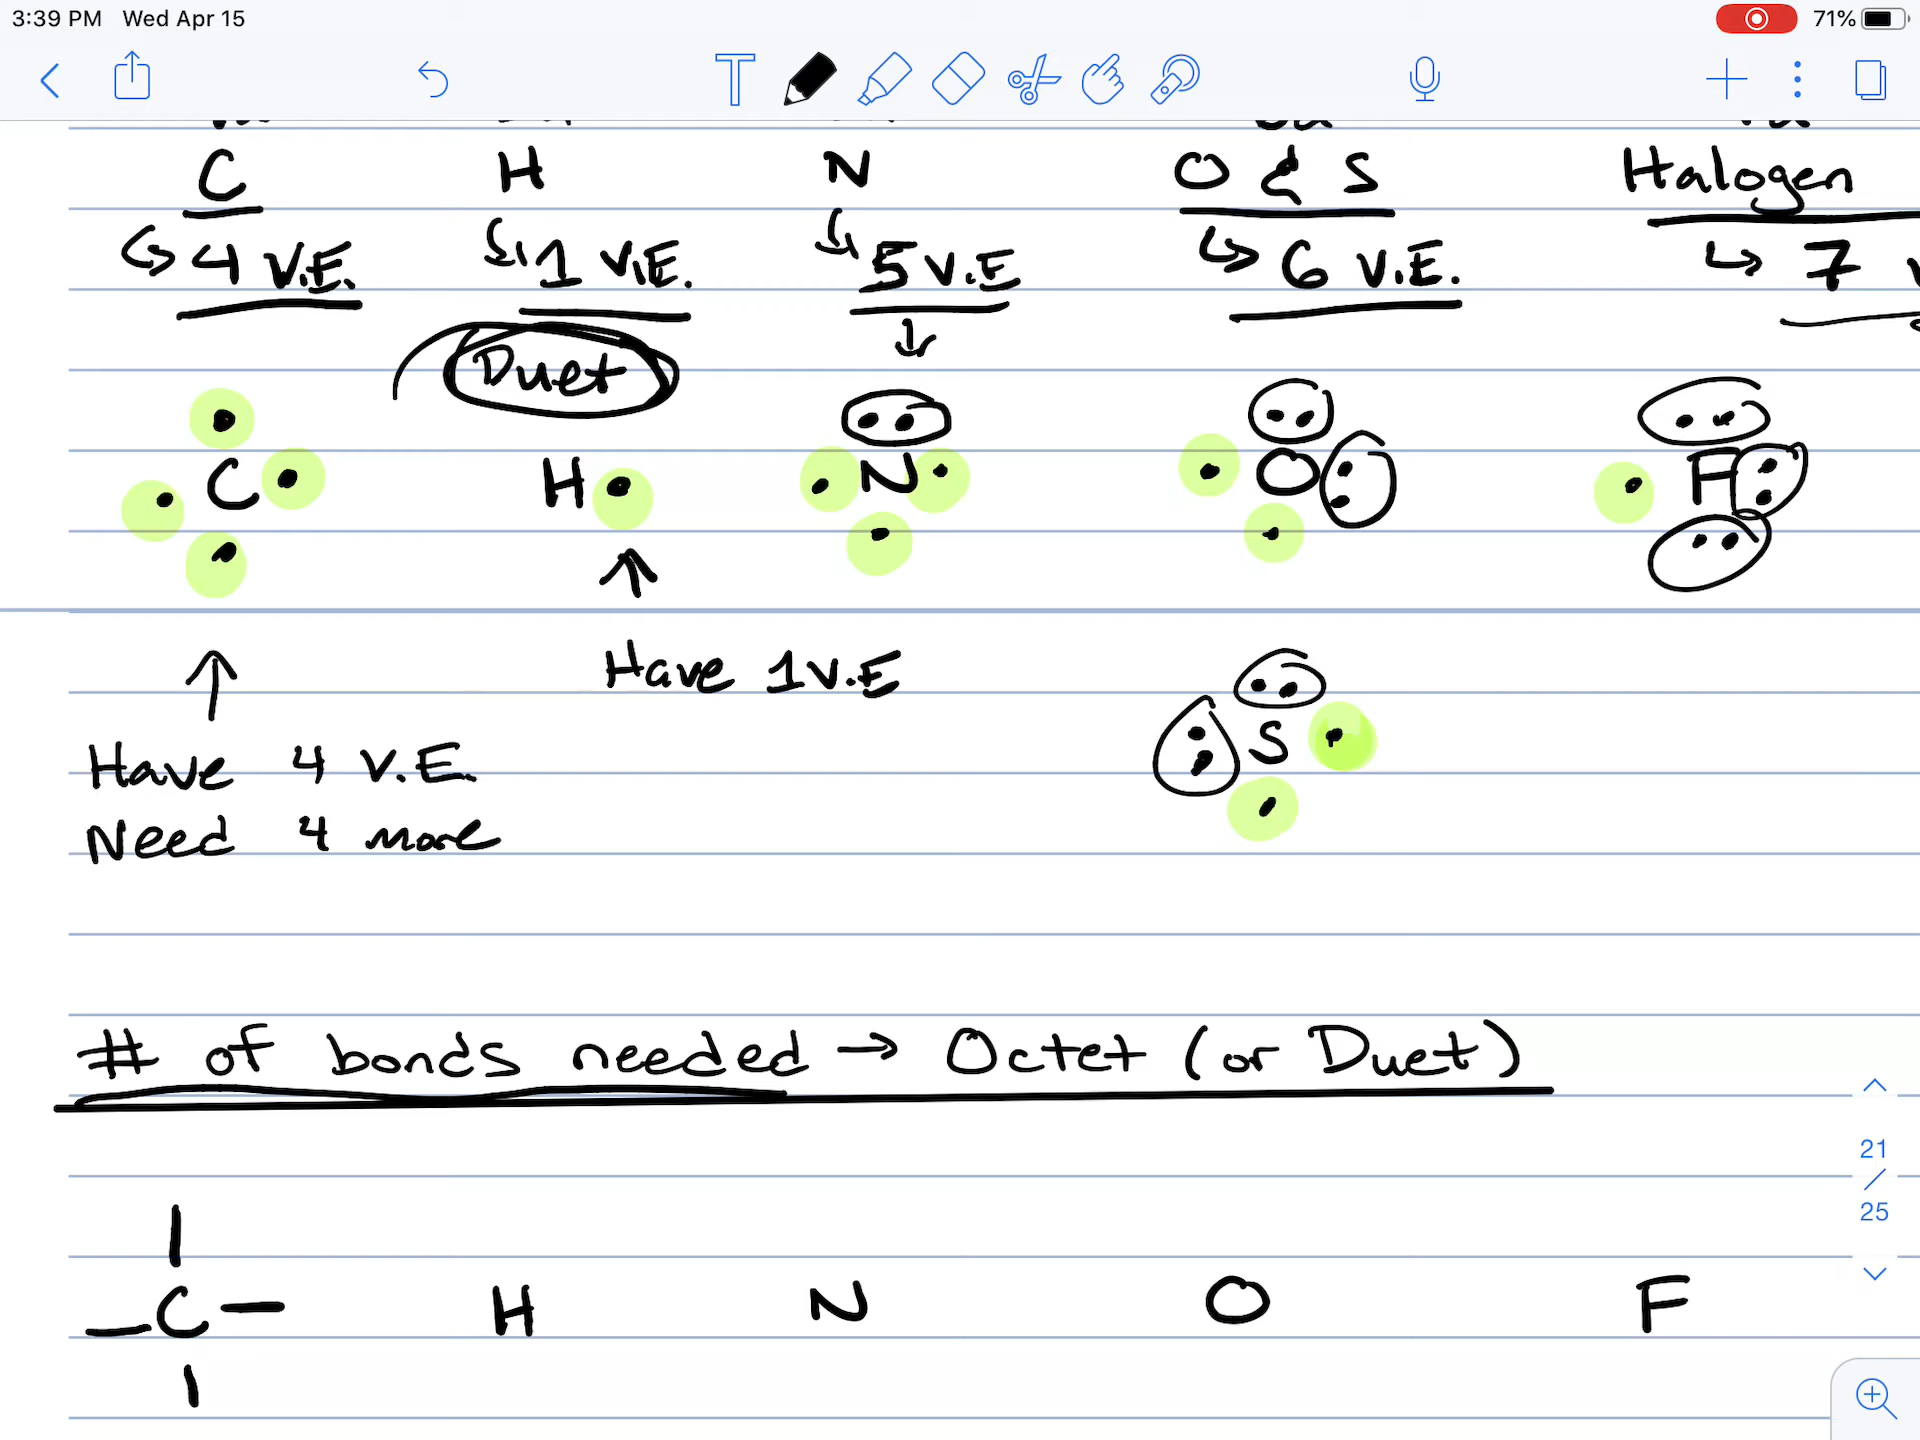 3:39 PM Wed Apr 15 71%
C H N O & S Halogen
↳ 4 V.E. ↳ 1 V.E. ↳ 5 V.E ↳ 6 V.E. ↳ 7
Duet
C H N O F
Have 1 V.E
S
Have 4 V.E.
Need 4 more
# of bonds needed → Octet (or Duet)
21
/
25
C H N O F